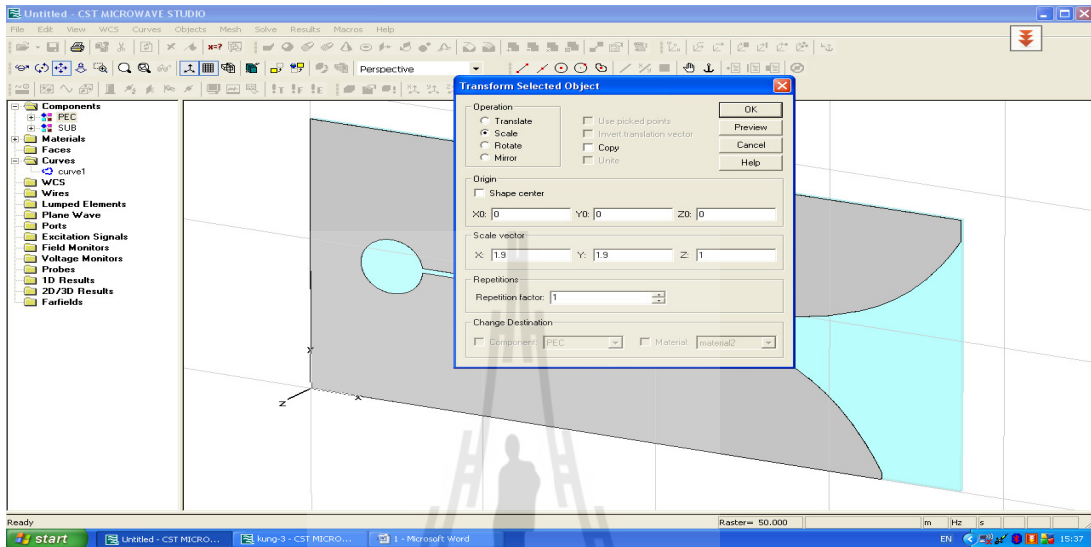 Untitled - CST MICROWAVE STUDIO
File Edit View WCS Curves Objects Mesh Solve Results Macros Help
Perspective
Components
PEC
SUB
Materials
Faces
Curves
curve1
WCS
Wires
Lumped Elements
Plane Wave
Ports
Excitation Signals
Field Monitors
Voltage Monitors
Probes
1D Results
2D/3D Results
Farfields
Transform Selected Object
Operation
Translate
Scale
Rotate
Mirror
Use picked points
Invert translation vector
Copy
Unite
OK
Preview
Cancel
Help
Origin
Shape center
X0: 0 Y0: 0 Z0: 0
Scale vector
X: 1.9 Y: 1.9 Z: 1
Repetitions
Repetition factor: 1
Change Destination
Component: PEC Material: material2
Y
Z X
Ready Raster= 50.000 m Hz s
start Untitled - CST MICRO... kung-3 - CST MICRO... 1 - Microsoft Word EN 15:37